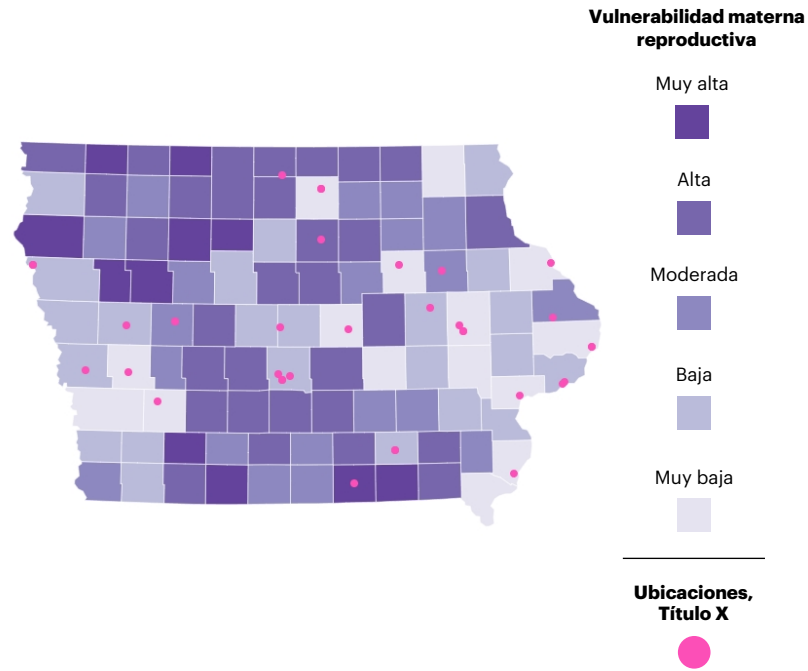 Vulnerabilidad materna
reproductiva
Muy alta
Alta
Moderada
Baja
Muy baja
Ubicaciones,
Título X